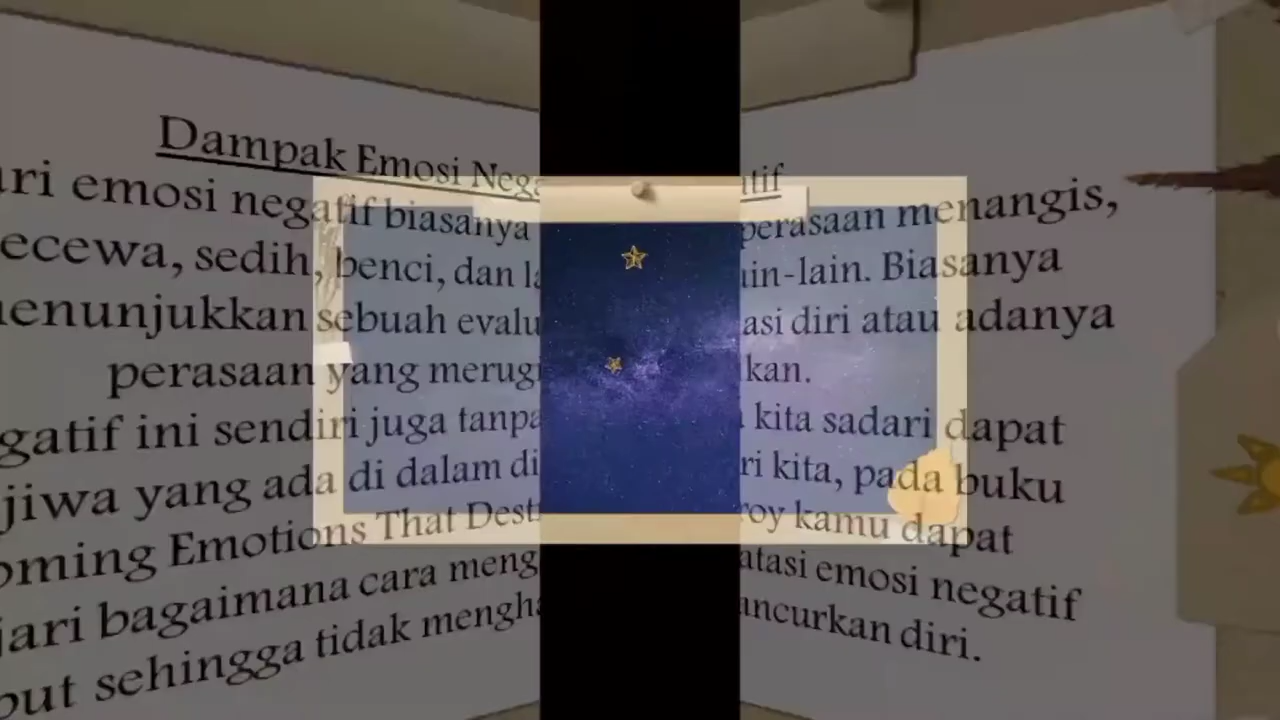 Dampak Emosi Nega tif
ri emosi negatif biasanya perasaan menangis,
ecewa, sedih, benci, dan la in-lain. Biasanya
enunjukkan sebuah evalu asi diri atau adanya
perasaan yang merugi kan.
gatif ini sendiri juga tanpa kita sadari dapat
jiwa yang ada di dalam di ri kita, pada buku
oming Emotions That Dest roy kamu dapat
jari bagaimana cara meng atasi emosi negatif
but sehingga tidak mengha ancurkan diri.